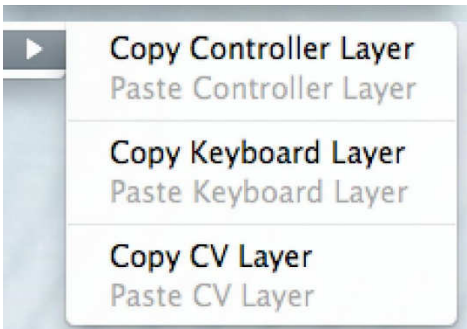 Copy Controller Layer
Paste Controller Layer
Copy Keyboard Layer
Paste Keyboard Layer
Copy CV Layer
Paste CV Layer